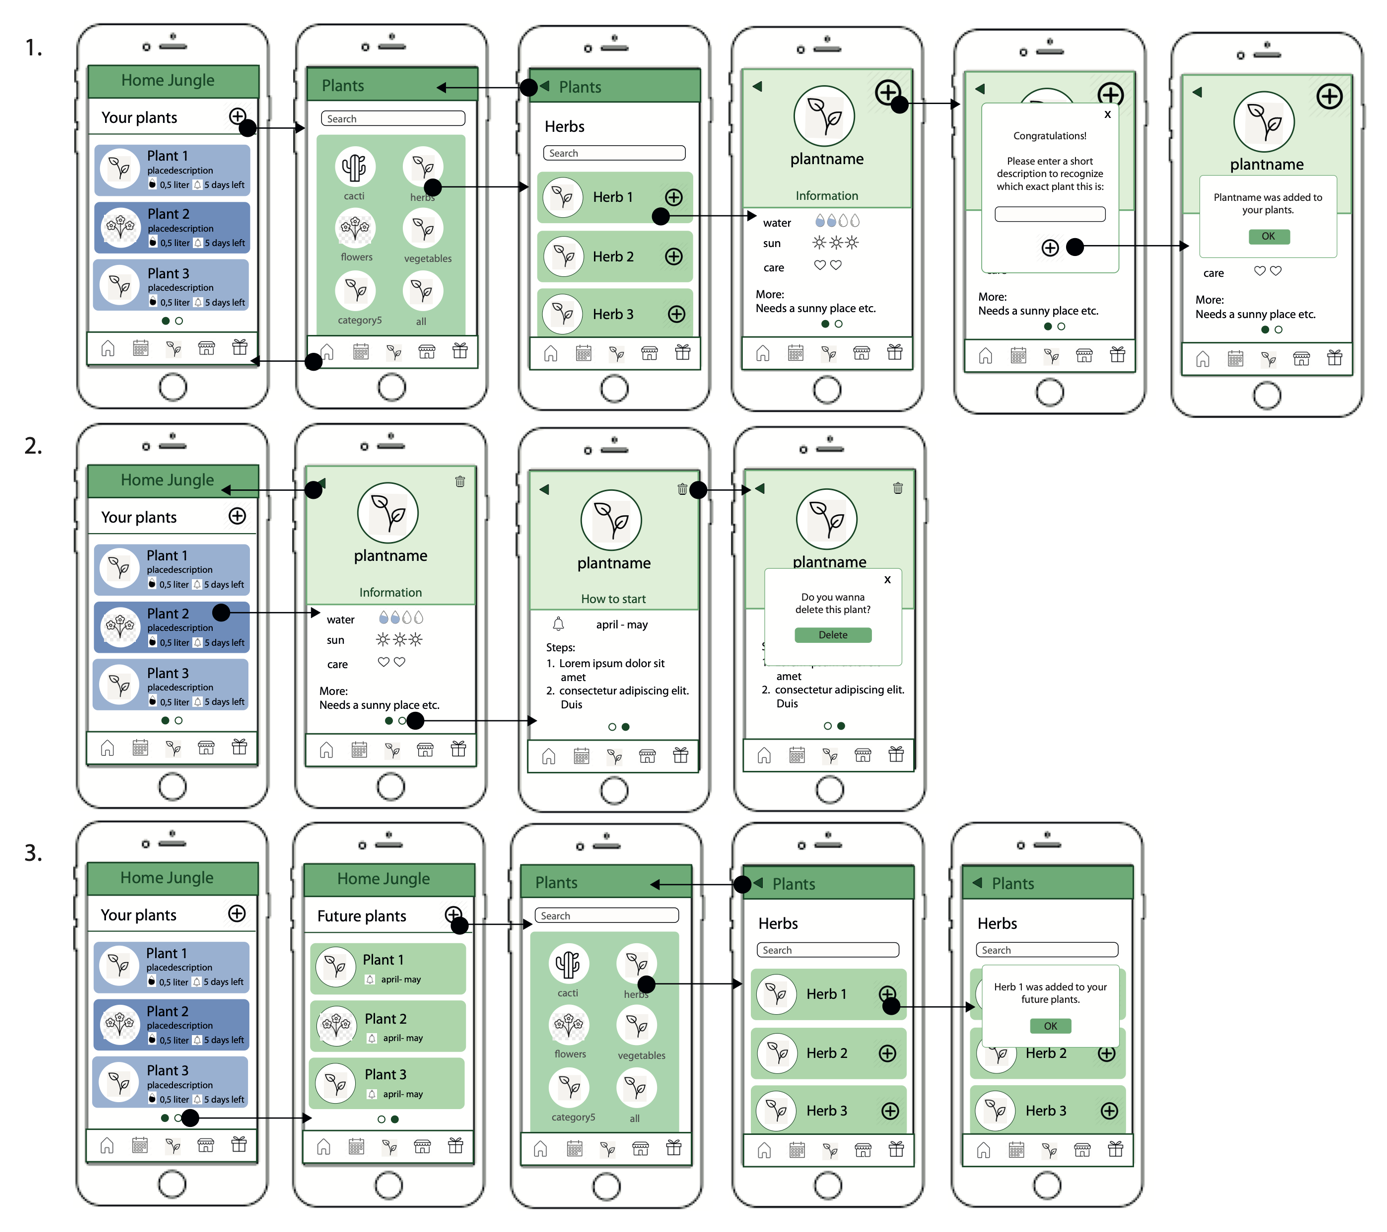 1.
Home Jungle
Your plants
Plant 1
placedescription
0,5 liter 5 days left
Plant 2
placedescription
0,5 liter 5 days left
Plant 3
placedescription
0,5 liter 5 days left
Plants
Search
cacti herbs
flowers vegetables
category5 all
Plants
Herbs
Search
Herb 1
Herb 2
Herb 3
plantname
Information
water
sun
care
More:
Needs a sunny place etc.
X
Congratulations!
Please enter a short
description to recognize
which exact plant this is:
care
More:
Needs a sunny place etc.
plantname
Plantname was added to
your plants.
OK
care
More:
Needs a sunny place etc.
2.
Home Jungle
Your plants
Plant 1
placedescription
0,5 liter 5 days left
Plant 2
placedescription
0,5 liter 5 days left
Plant 3
placedescription
0,5 liter 5 days left
plantname
Information
water
sun
care
More:
Needs a sunny place etc.
plantname
How to start
april - may
Steps:
1. Lorem ipsum dolor sit
amet
2. consectetur adipiscing elit.
Duis
plantname
X
Do you wanna
delete this plant?
Delete
amet
2. consectetur adipiscing elit.
Duis
3.
Home Jungle
Your plants
Plant 1
placedescription
0,5 liter 5 days left
Plant 2
placedescription
0,5 liter 5 days left
Plant 3
placedescription
0,5 liter 5 days left
Home Jungle
Future plants
Plant 1
april- may
Plant 2
april- may
Plant 3
april- may
Plants
Search
cacti herbs
flowers vegetables
category5 all
Plants
Herbs
Search
Herb 1
Herb 2
Herb 3
Plants
Herbs
Search
Herb 1 was added to your
future plants.
OK
Herb 2
Herb 3